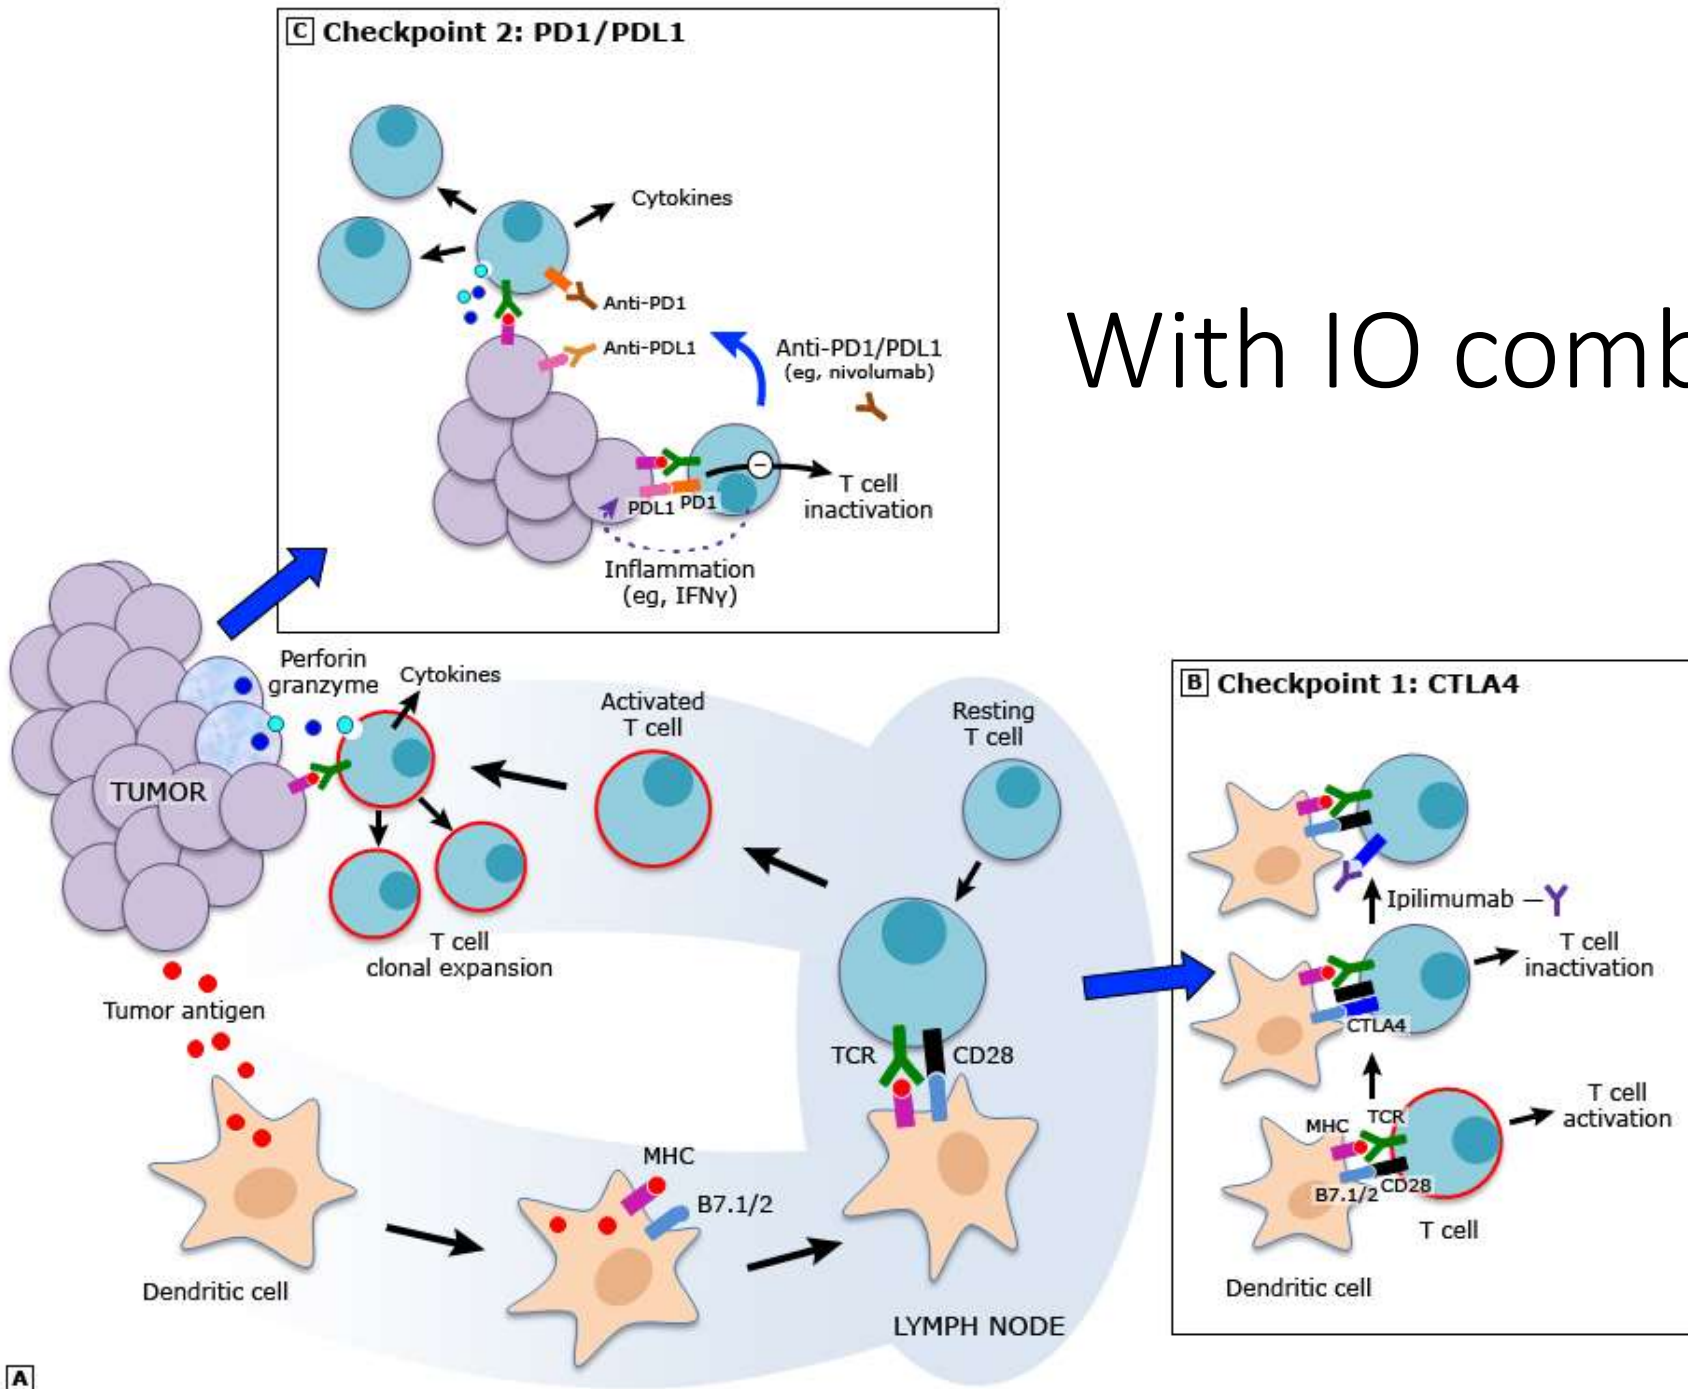 C Checkpoint 2: PD1/PDL1
Cytokines
Anti-PD1
Anti-PDL1
Anti-PD1/PDL1
(eg, nivolumab)
PDL1 PD1
T cell
inactivation
Inflammation
(eg, IFNγ)
With IO comb
Perforin
granzyme
Cytokines
Activated
T cell
Resting
T cell
TUMOR
T cell
clonal expansion
Tumor antigen
TCR
CD28
MHC
B7.1/2
Dendritic cell
LYMPH NODE
A
B Checkpoint 1: CTLA4
Ipilimumab
T cell
inactivation
CTLA4
T cell
activation
MHC
TCR
B7.1/2
CD28
T cell
Dendritic cell